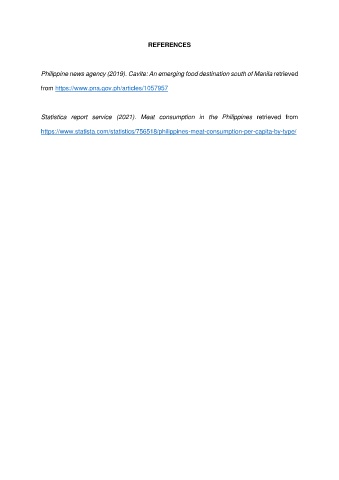 REFERENCES
Philippine news agency (2019). Cavite: An emerging food destination south of Manila retrieved
from https://www.pna.gov.ph/articles/1057957
Statistics report service (2021). Meat consumption in the Philippines retrieved from
https://www.statista.com/statistics/756518/philippines-meat-consumption-per-capita-by-type/